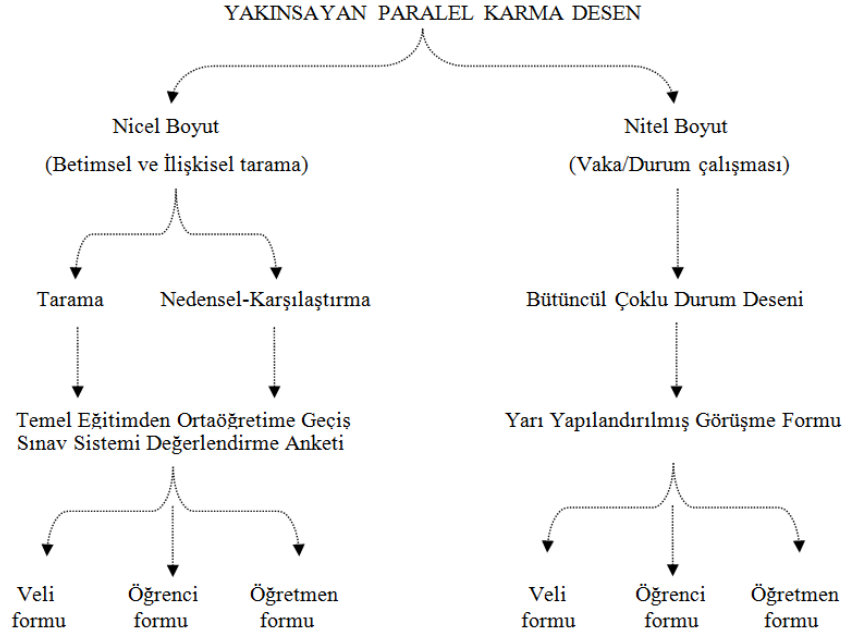 YAKINSAYAN PARALEL KARMA DESEN
Nicel Boyut
(Betimsel ve İlişkisel tarama)
Nitel Boyut
(Vaka/Durum çalışması)
Tarama
Nedensel-Karşılaştırma
Bütüncül Çoklu Durum Deseni
Temel Eğitimden Ortaöğretime Geçiş
Sınav Sistemi Değerlendirme Anketi
Yarı Yapılandırılmış Görüşme Formu
Veli
formu
Öğrenci
formu
Öğretmen
formu
Veli
formu
Öğrenci
formu
Öğretmen
formu